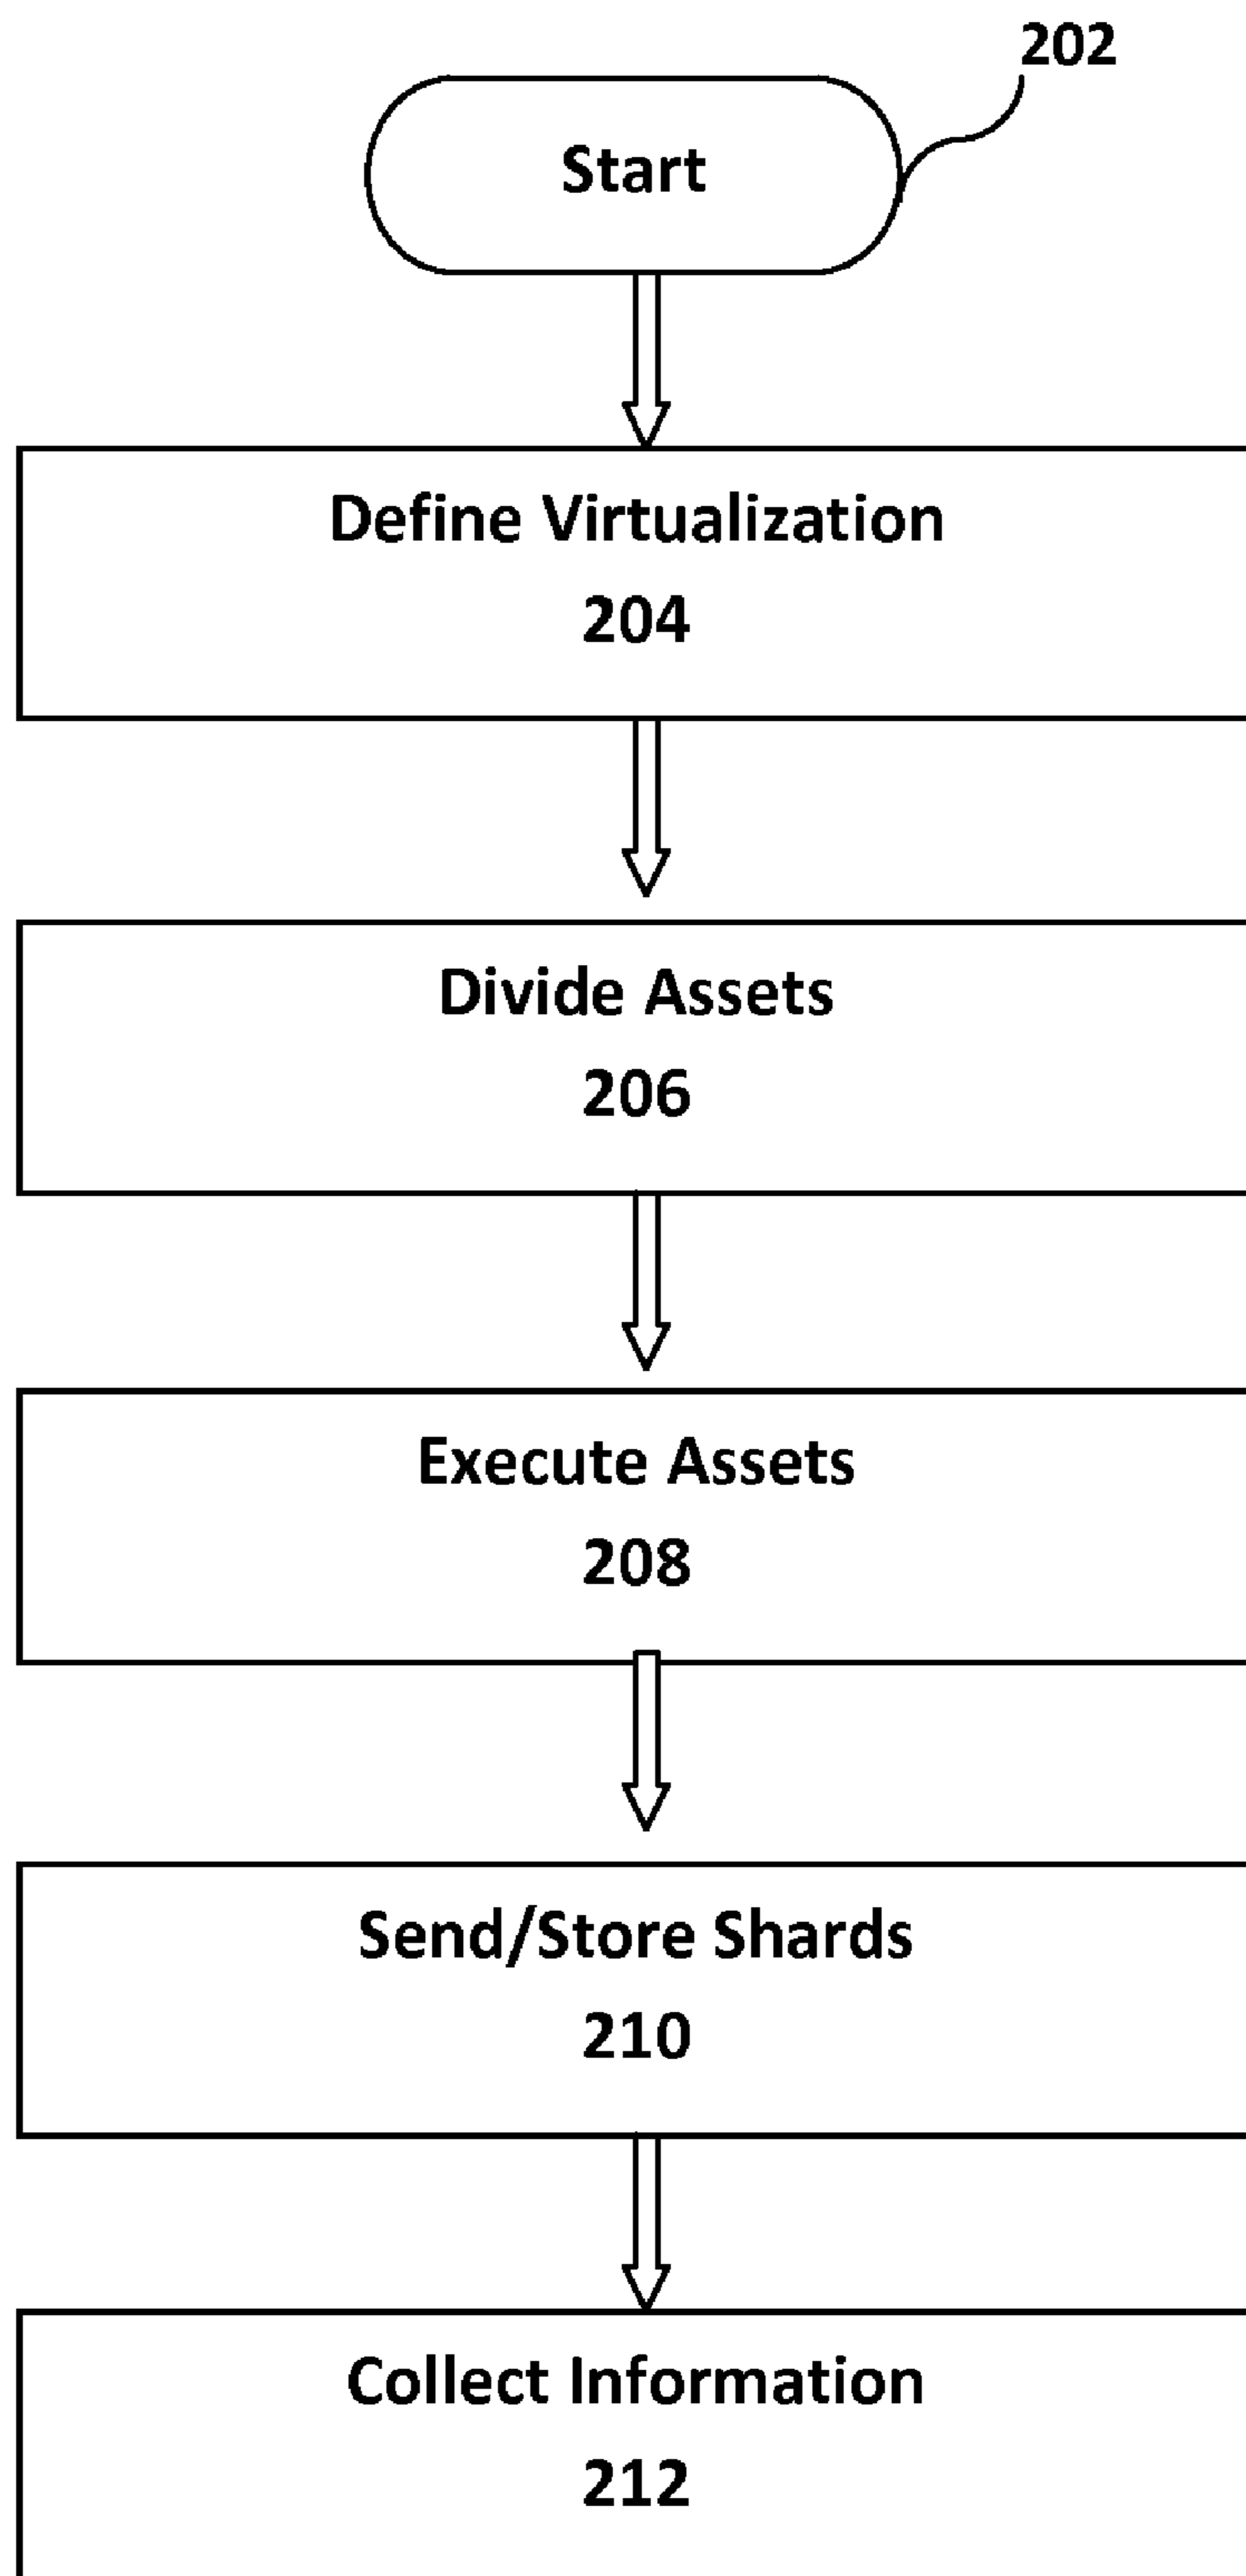 202
Start
Define Virtualization
204
Divide Assets
206
Execute Assets
208
Send/Store Shards
210
Collect Information
212